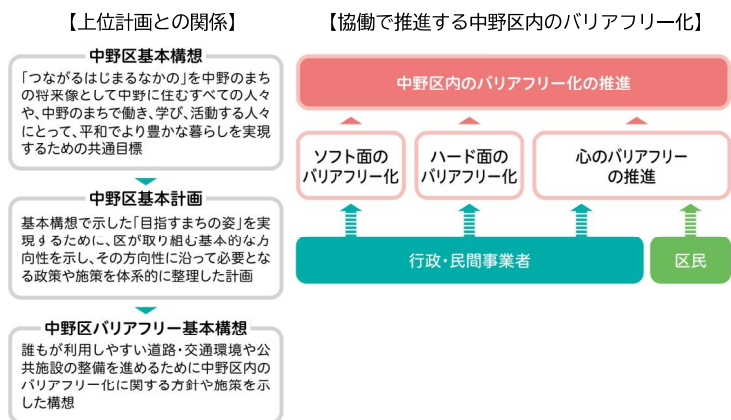 【上位計画との関係】
中野区基本構想
「つながるはじまるなかの」を中野のまち
の将来像として中野に住むすべての人々
や、中野のまちで働き、学び、活動する人々
にとって、平和でより豊かな暮らしを実現
するための共通目標
中野区基本計画
基本構想で示した「目指すまちの姿」を実
現するために、区が取り組む基本的な方
向性を示し、その方向性に沿って必要とな
る政策や施策を体系的に整理した計画
中野区バリアフリー基本構想
誰もが利用しやすい道路・交通環境や公
共施設の整備を進めるために中野区内の
バリアフリー化に関する方針や施策を示
した構想
【協働で推進する中野区内のバリアフリー化】
中野区内のバリアフリー化の推進
ソフト面の
バリアフリー化
ハード面の
バリアフリー化
心のバリアフリー
の推進
行政・民間事業者
区民